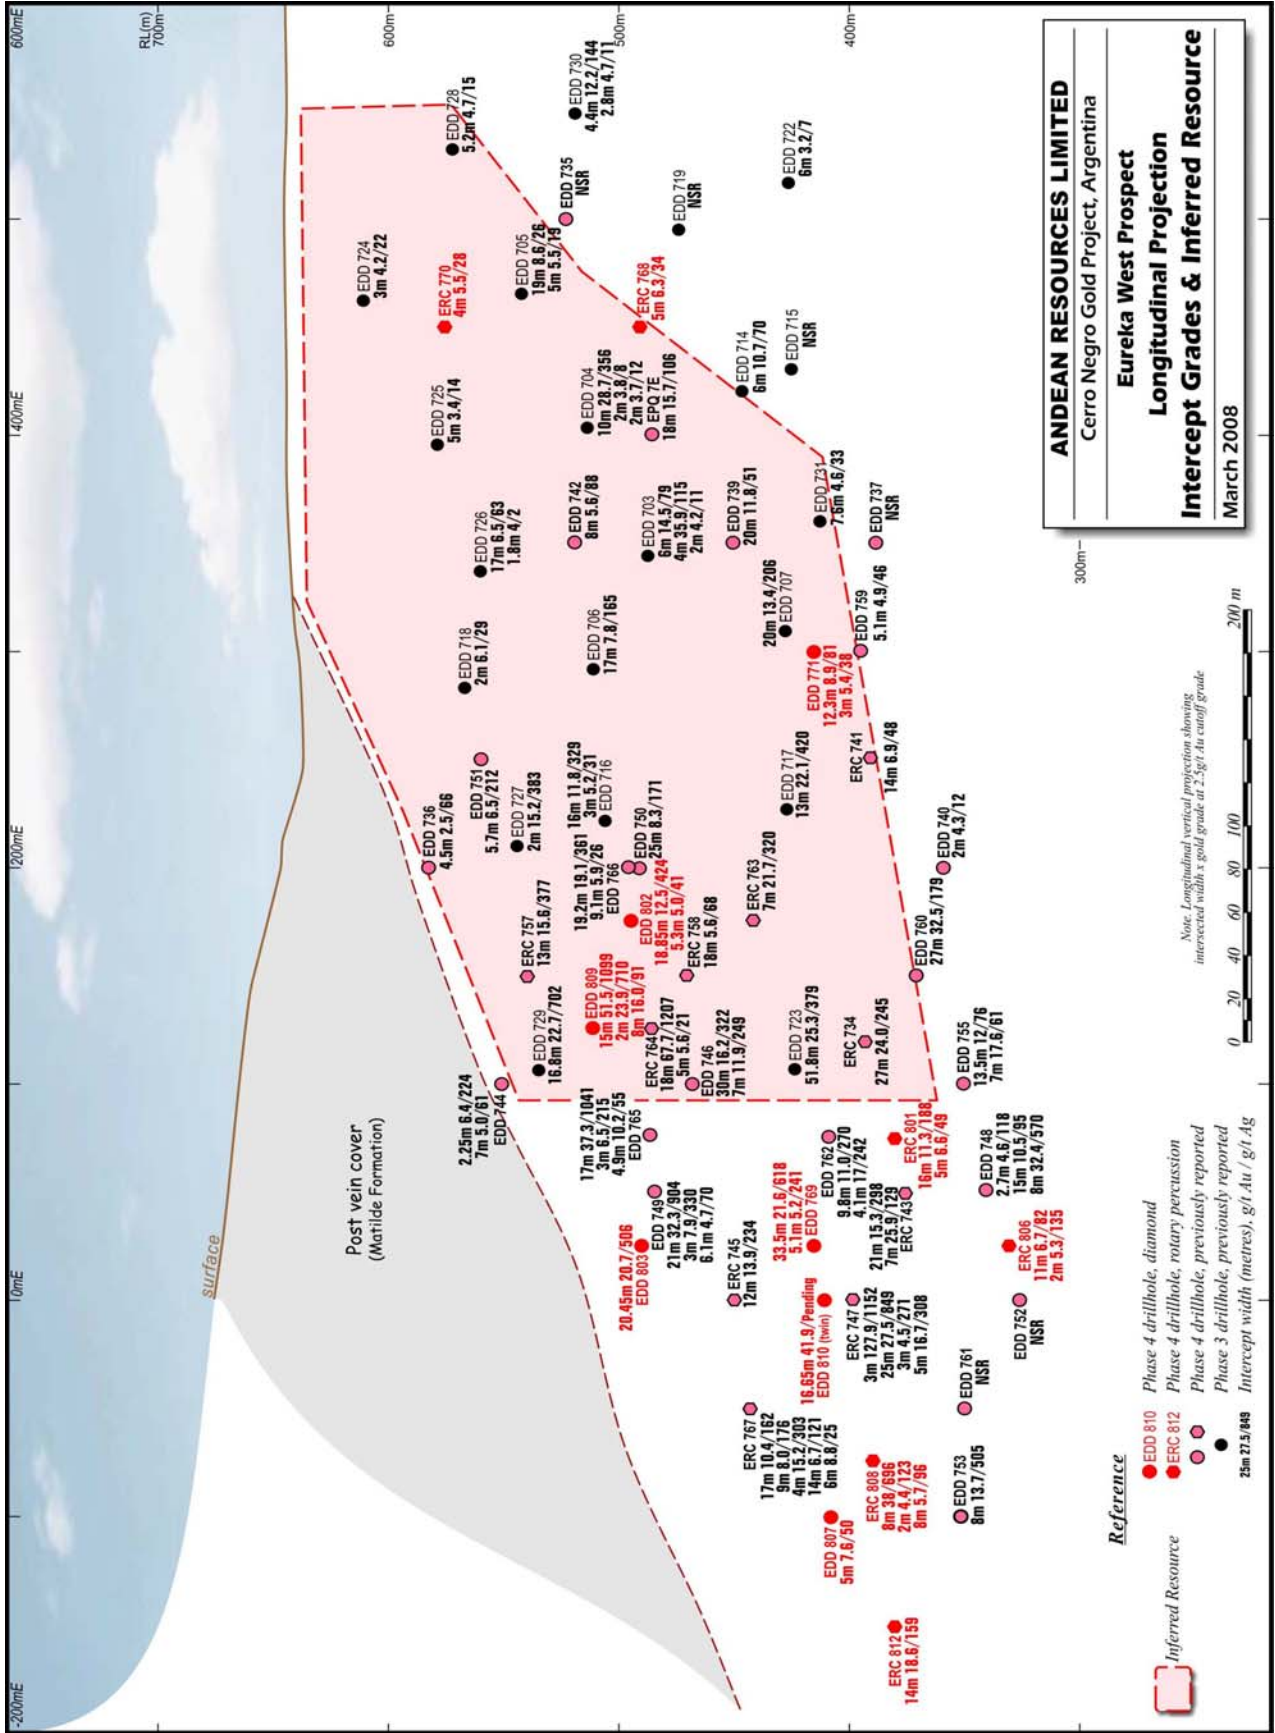 -200mE
0mE
200mE
400mE
600mE
RL(m)
700m
600m
500m
400m
300m
surface
Post vein cover
(Matilde Formation)
EDD 724
3m 4.2/22
EDD 728
5.2m 4.7/15
EDD 730
4.4m 12.2/144
2.8m 4.7/11
EDD 725
5m 3.4/14
ERC 770
4m 5.5/28
EDD 705
19m 8.6/26
5m 5.5/19
EDD 735
NSR
EDD 719
NSR
EDD 722
6m 3.2/7
EDD 718
2m 6.1/29
EDD 726
17m 6.5/63
1.8m 4/2
EDD 742
8m 5.6/88
EDD 704
10m 28.7/356
2m 3.8/8
2m 3.7/12
EPQ 7E
18m 15.7/106
ERC 768
5m 6.3/34
EDD 714
6m 10.7/70
EDD 715
NSR
EDD 706
17m 7.8/165
EDD 703
6m 14.5/79
4m 35.9/115
2m 4.2/11
EDD 739
20m 11.8/51
EDD 731
7.6m 4.6/33
EDD 737
NSR
20m 13.4/206
EDD 707
EDD 759
5.1m 4.9/46
EDD 771
12.3m 8.9/81
3m 5.4/38
EDD 736
4.5m 2.5/66
EDD 751
5.7m 6.5/212
EDD 727
2m 15.2/383
16m 11.8/329
3m 5.2/31
EDD 716
19.2m 19.1/361
9.1m 5.9/26
EDD 766
EDD 750
25m 8.3/171
EDD 802
18.85m 12.5/424
5.3m 5.0/41
13m 22.1/420
EDD 717
ERC 741
14m 6.9/48
ERC 757
13m 15.6/377
ERC 763
7m 21.7/320
ERC 758
18m 5.6/68
EDD 740
2m 4.3/12
EDD 760
27m 32.5/179
EDD 729
16.8m 22.7/702
EDD 809
15m 51.5/1099
2m 23.9/710
8m 16.0/91
ERC 764
18m 67.7/1207
5m 5.6/21
EDD 746
30m 16.2/322
7m 11.9/249
EDD 723
51.8m 25.3/379
ERC 734
27m 24.0/245
EDD 755
13.5m 12/76
7m 17.6/61
2.25m 6.4/224
7m 5.0/61
EDD 744
17m 37.3/1041
3m 6.5/215
4.9m 10.2/55
EDD 765
EDD 762
9.8m 11.0/270
4.1m 17/242
ERC 801
16m 11.3/188
5m 6.6/49
EDD 749
21m 32.3/904
3m 7.9/330
6.1m 4.7/70
20.45m 20.7/506
EDD 803
33.5m 21.6/618
5.1m 5.2/241
EDD 769
21m 15.3/298
7m 25.9/129
ERC 743
EDD 748
2.7m 4.6/118
15m 10.5/95
8m 32.4/570
ERC 806
11m 6.7/82
2m 5.3/135
ERC 745
12m 13.9/234
16.65m 41.9/Pending
EDD 810 (twin)
ERC 747
3m 127.9/1152
25m 27.5/849
3m 4.5/271
5m 16.7/308
EDD 752
NSR
EDD 761
NSR
ERC 767
17m 10.4/162
9m 8.0/176
4m 15.2/303
14m 6.7/121
6m 8.8/25
EDD 807
5m 7.6/50
ERC 808
8m 38/696
2m 4.4/123
8m 5.7/96
EDD 753
8m 13.7/505
ERC 812
14m 18.6/159
Reference
Inferred Resource
EDD 810 Phase 4 drillhole, diamond
ERC 812 Phase 4 drillhole, rotary percussion
Phase 4 drillhole, previously reported
Phase 3 drillhole, previously reported
25m 27.5/849 Intercept width (metres), g/t Au / g/t Ag
Note. Longitudinal vertical projection showing
intersected width x gold grade at 2.5g/t Au cutoff grade
0 20 40 60 80 100 200 m
ANDEAN RESOURCES LIMITED
Cerro Negro Gold Project, Argentina
Eureka West Prospect
Longitudinal Projection
Intercept Grades & Inferred Resource
March 2008